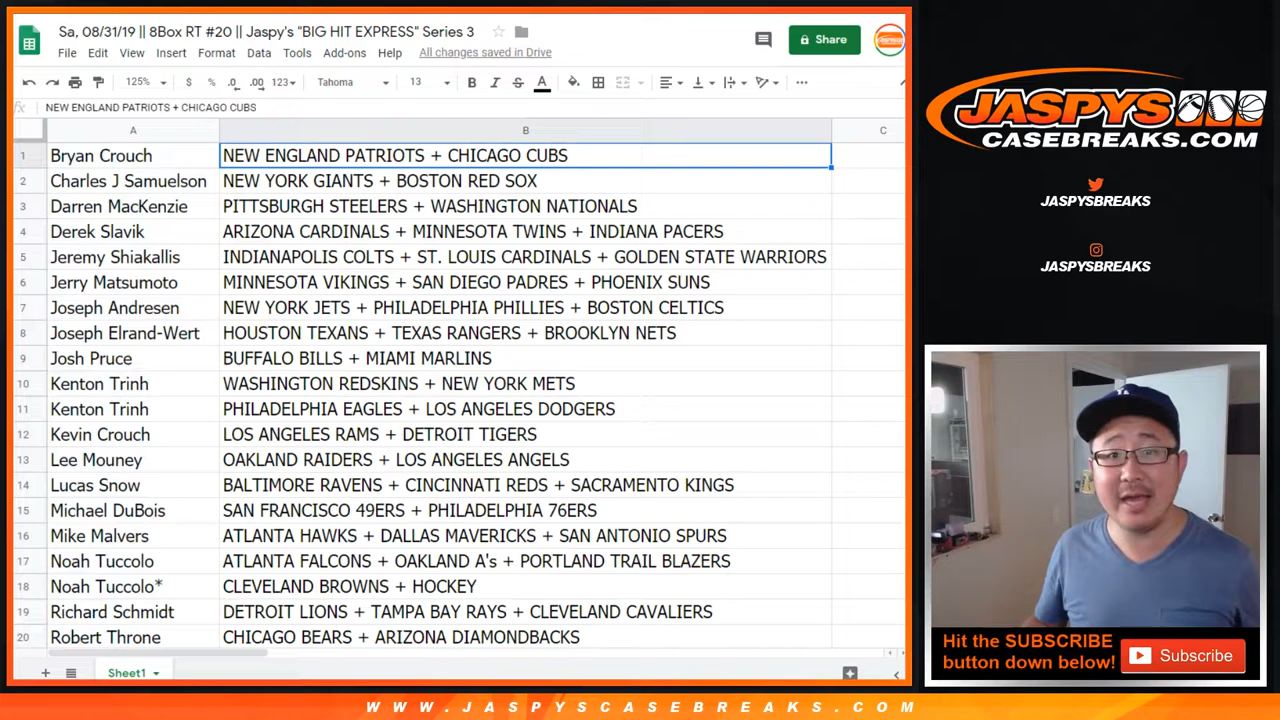 Sa, 08/31/19 || 8Box RT #20 || Jaspy's "BIG HIT EXPRESS" Series 3
File Edit View Insert Format Data Tools Add-ons Help All changes saved in Drive
Share
125% $ % .0 .00 123 Tahoma 13 B I S A
fx NEW ENGLAND PATRIOTS + CHICAGO CUBS
A B C
1 Bryan Crouch NEW ENGLAND PATRIOTS + CHICAGO CUBS
2 Charles J Samuelson NEW YORK GIANTS + BOSTON RED SOX
3 Darren MacKenzie PITTSBURGH STEELERS + WASHINGTON NATIONALS
4 Derek Slavik ARIZONA CARDINALS + MINNESOTA TWINS + INDIANA PACERS
5 Jeremy Shiakallis INDIANAPOLIS COLTS + ST. LOUIS CARDINALS + GOLDEN STATE WARRIORS
6 Jerry Matsumoto MINNESOTA VIKINGS + SAN DIEGO PADRES + PHOENIX SUNS
7 Joseph Andresen NEW YORK JETS + PHILADELPHIA PHILLIES + BOSTON CELTICS
8 Joseph Elrand-Wert HOUSTON TEXANS + TEXAS RANGERS + BROOKLYN NETS
9 Josh Pruce BUFFALO BILLS + MIAMI MARLINS
10 Kenton Trinh WASHINGTON REDSKINS + NEW YORK METS
11 Kenton Trinh PHILADELPHIA EAGLES + LOS ANGELES DODGERS
12 Kevin Crouch LOS ANGELES RAMS + DETROIT TIGERS
13 Lee Mouney OAKLAND RAIDERS + LOS ANGELES ANGELS
14 Lucas Snow BALTIMORE RAVENS + CINCINNATI REDS + SACRAMENTO KINGS
15 Michael DuBois SAN FRANCISCO 49ERS + PHILADELPHIA 76ERS
16 Mike Malvers ATLANTA HAWKS + DALLAS MAVERICKS + SAN ANTONIO SPURS
17 Noah Tuccolo ATLANTA FALCONS + OAKLAND A's + PORTLAND TRAIL BLAZERS
18 Noah Tuccolo* CLEVELAND BROWNS + HOCKEY
19 Richard Schmidt DETROIT LIONS + TAMPA BAY RAYS + CLEVELAND CAVALIERS
20 Robert Throne CHICAGO BEARS + ARIZONA DIAMONDBACKS
Sheet1
JASPYS
CASEBREAKS.COM
JASPYSBREAKS
JASPYSBREAKS
LA
Hit the SUBSCRIBE
button down below!
Subscribe
WWW.JASPYSCASEBREAKS.COM